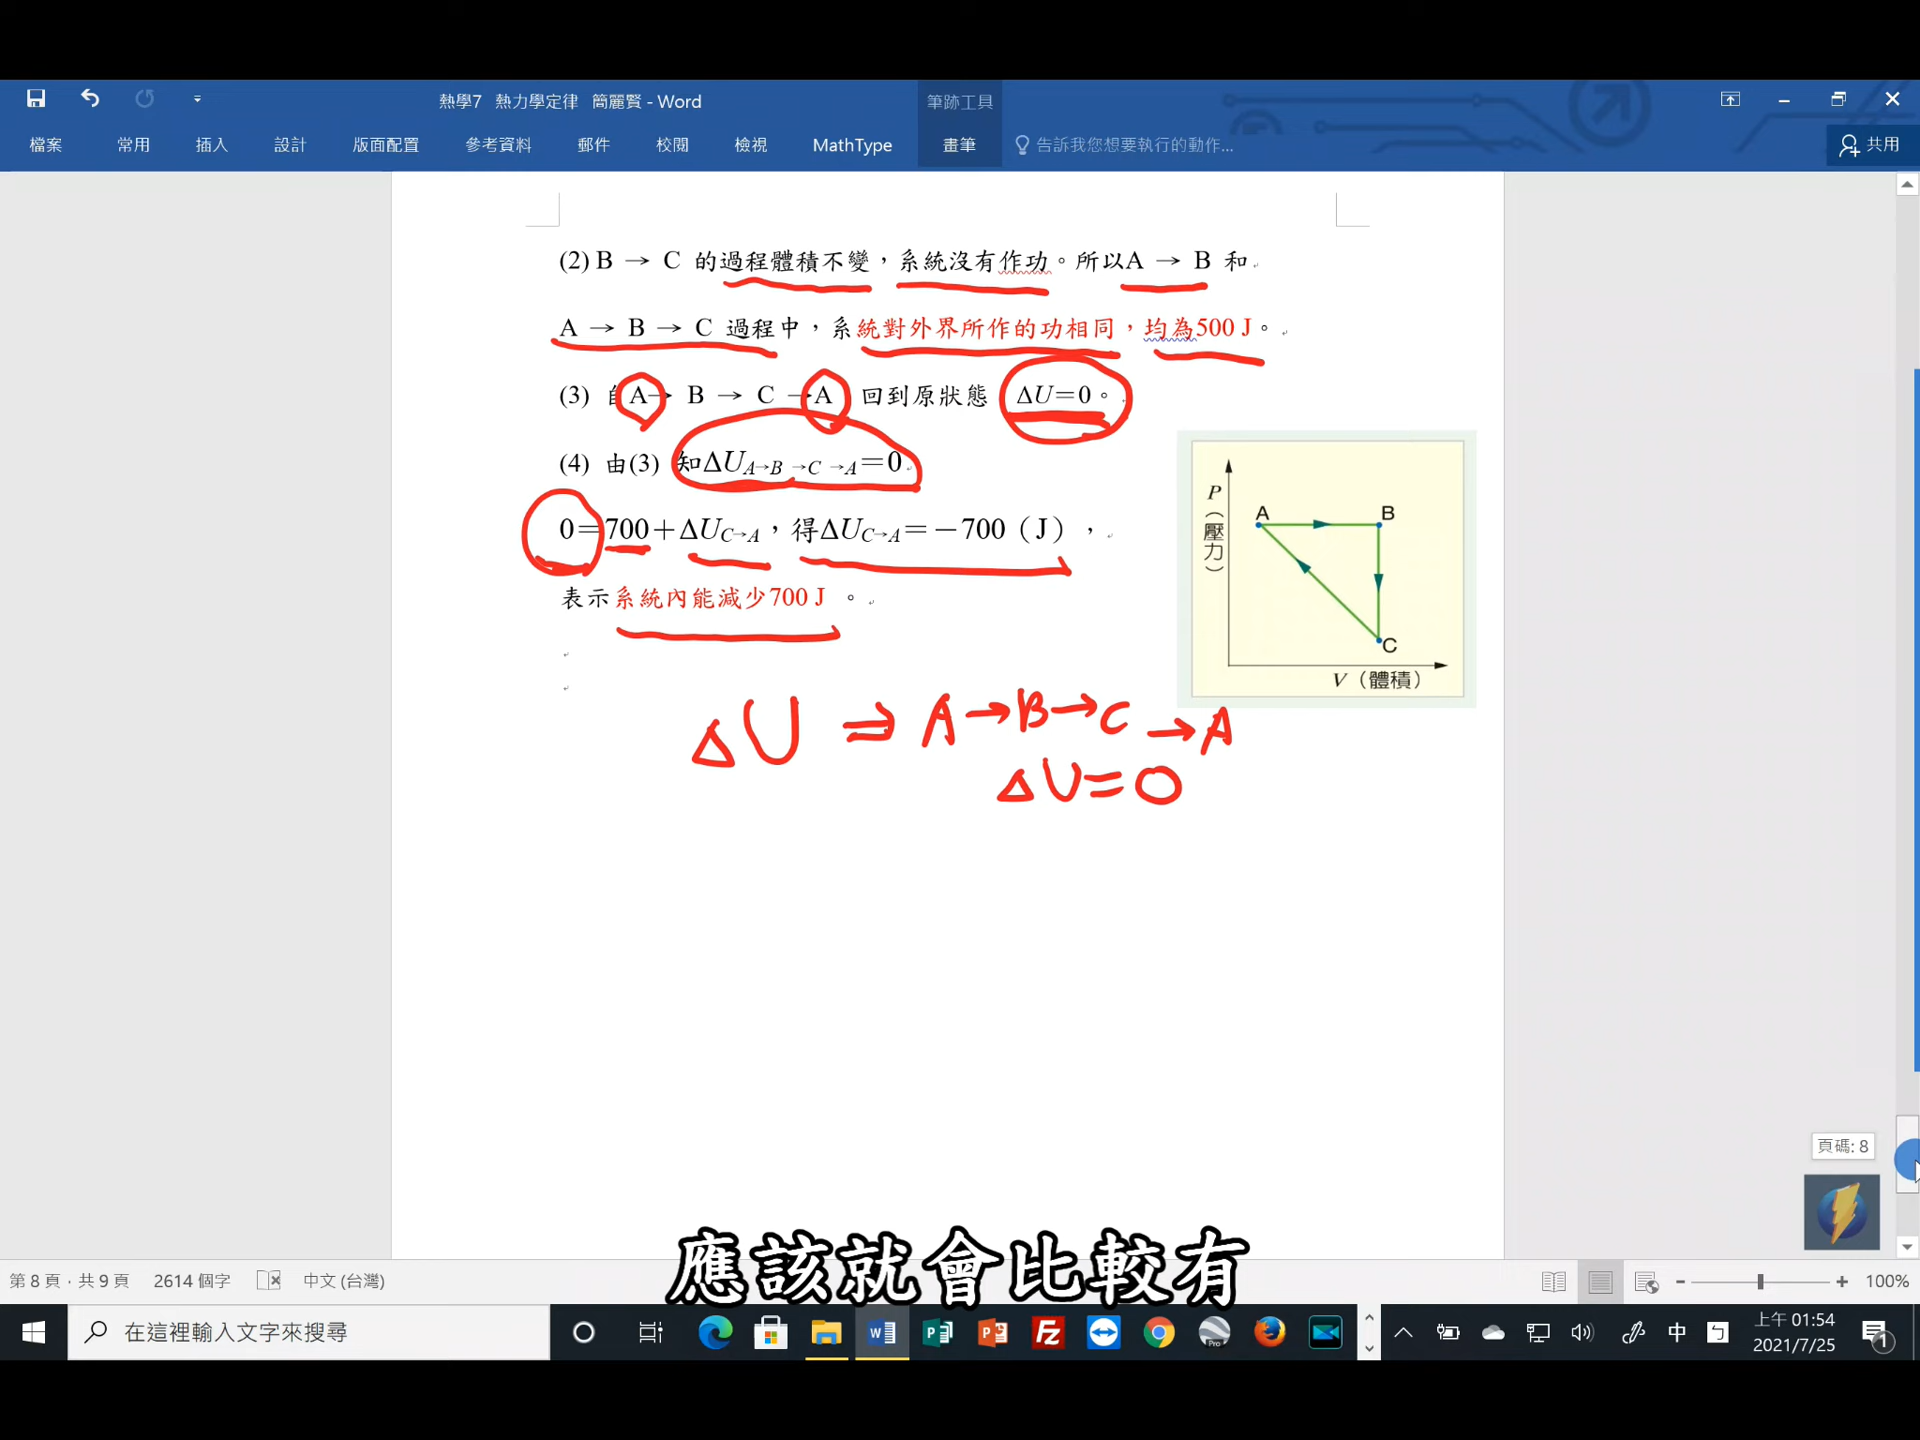 熱學7 熱力學定律 簡麗賢 - Word
筆跡工具
檔案 常用 插入 設計 版面配置 參考資料 郵件 校閱 檢視 MathType 畫筆 告訴我您想要執行的動作... 共用
(2) B → C 的過程體積不變，系統沒有作功。所以A → B 和
A → B → C 過程中，系統對外界所作的功相同，均為500 J。
(3) 自 A→ B → C →A 回到原狀態 ΔU＝0。
(4) 由(3) 知ΔU A→B→C→A＝0
0＝700＋ΔU C→A，得ΔU C→A＝－700（J），
表示系統內能減少700 J。
P（壓力）
A
B
C
V（體積）
ΔU ⇒ A→B→C→A
ΔU=0
頁碼: 8
應該就會比較有
第 8 頁，共 9 頁 2614 個字 中文 (台灣) 100%
在這裡輸入文字來搜尋
Pro
中 ㄅ
上午 01:54
2021/7/25
1